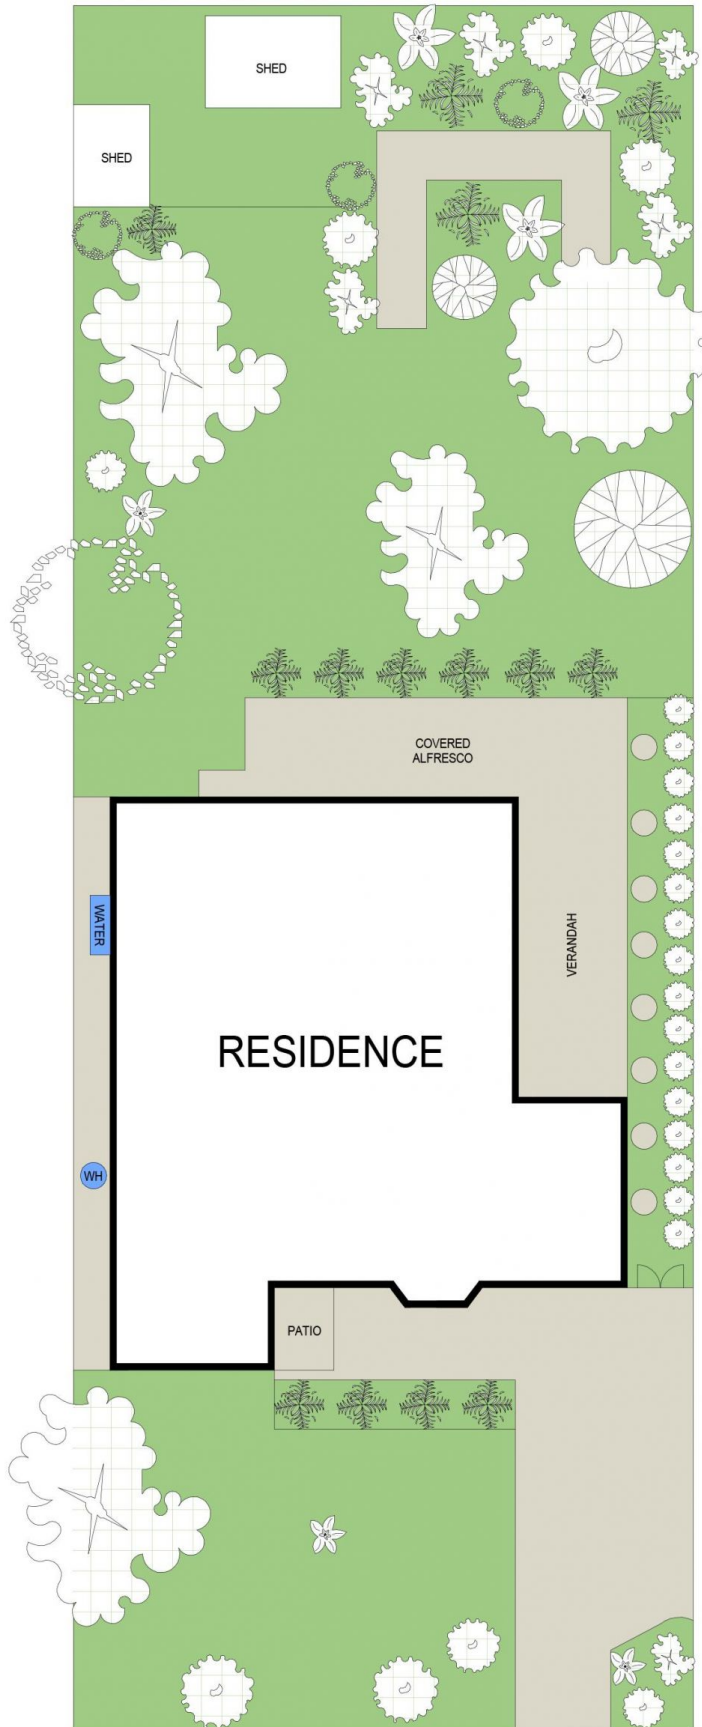 SHED
SHED
COVERED
ALFRESCO
WATER
VERANDAH
RESIDENCE
WH
PATIO